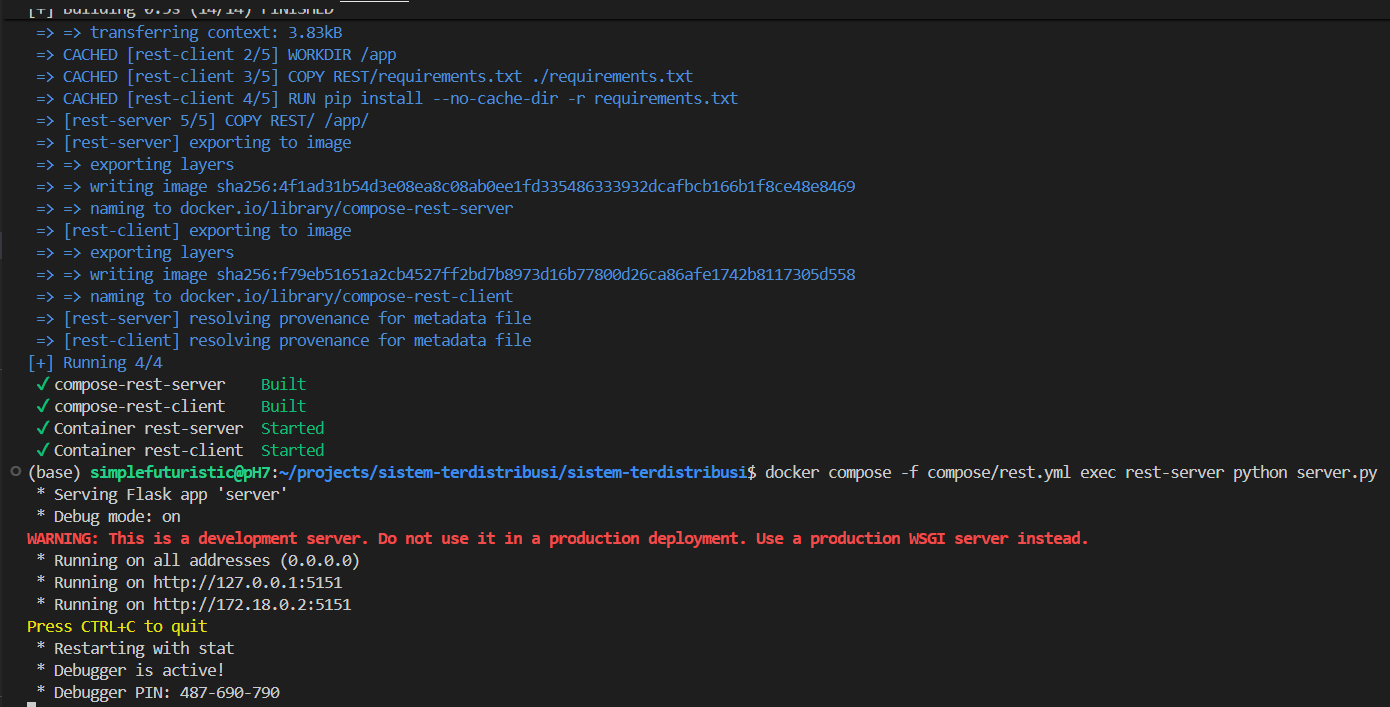 [+] Building 0.5s (14/14) FINISHED
=> => transferring context: 3.83kB
=> CACHED [rest-client 2/5] WORKDIR /app
=> CACHED [rest-client 3/5] COPY REST/requirements.txt ./requirements.txt
=> CACHED [rest-client 4/5] RUN pip install --no-cache-dir -r requirements.txt
=> [rest-server 5/5] COPY REST/ /app/
=> [rest-server] exporting to image
=> => exporting layers
=> => writing image sha256:4f1ad31b54d3e08ea8c08ab0ee1fd335486333932dcafbcb166b1f8ce48e8469
=> => naming to docker.io/library/compose-rest-server
=> [rest-client] exporting to image
=> => exporting layers
=> => writing image sha256:f79eb51651a2cb4527ff2bd7b8973d16b77800d26ca86afe1742b8117305d558
=> => naming to docker.io/library/compose-rest-client
=> [rest-server] resolving provenance for metadata file
=> [rest-client] resolving provenance for metadata file
[+] Running 4/4
✔ compose-rest-server Built
✔ compose-rest-client Built
✔ Container rest-server Started
✔ Container rest-client Started
(base) simplefuturistic@pH7:~/projects/sistem-terdistribusi/sistem-terdistribusi$ docker compose -f compose/rest.yml exec rest-server python server.py
* Serving Flask app 'server'
* Debug mode: on
WARNING: This is a development server. Do not use it in a production deployment. Use a production WSGI server instead.
* Running on all addresses (0.0.0.0)
* Running on http://127.0.0.1:5151
* Running on http://172.18.0.2:5151
Press CTRL+C to quit
* Restarting with stat
* Debugger is active!
* Debugger PIN: 487-690-790